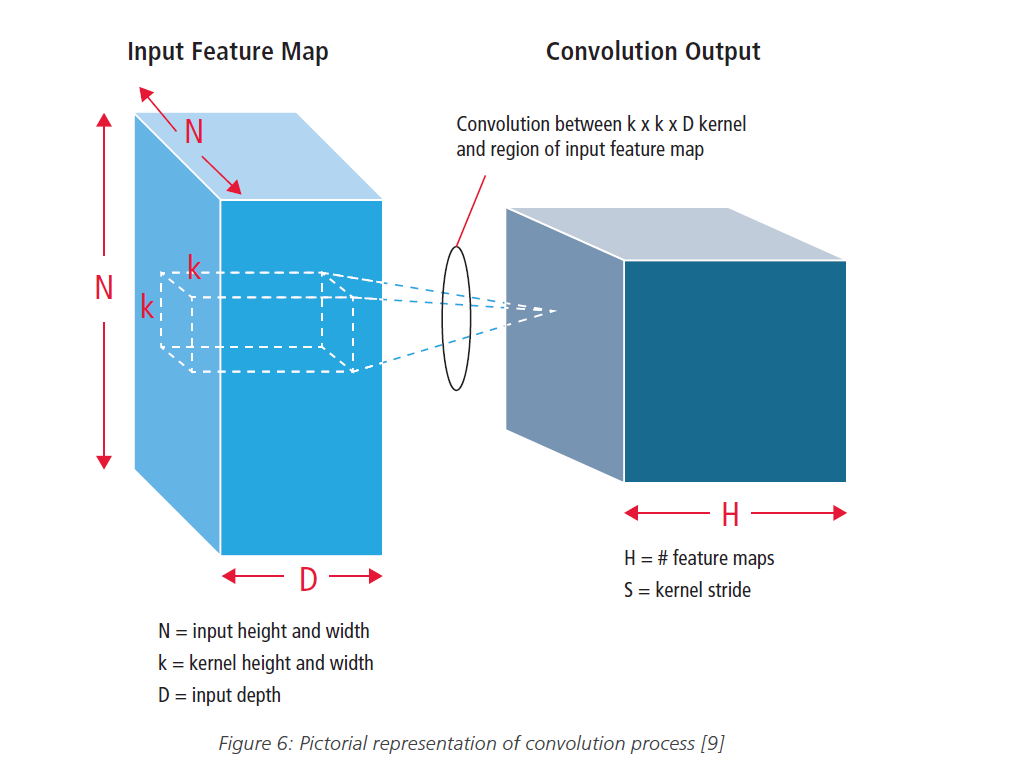 Input Feature Map
Convolution Output
N
Convolution between k x k x D kernel
and region of input feature map
k
N
k
H
D
H = # feature maps
S = kernel stride
N = input height and width
k = kernel height and width
D = input depth
Figure 6: Pictorial representation of convolution process [9]